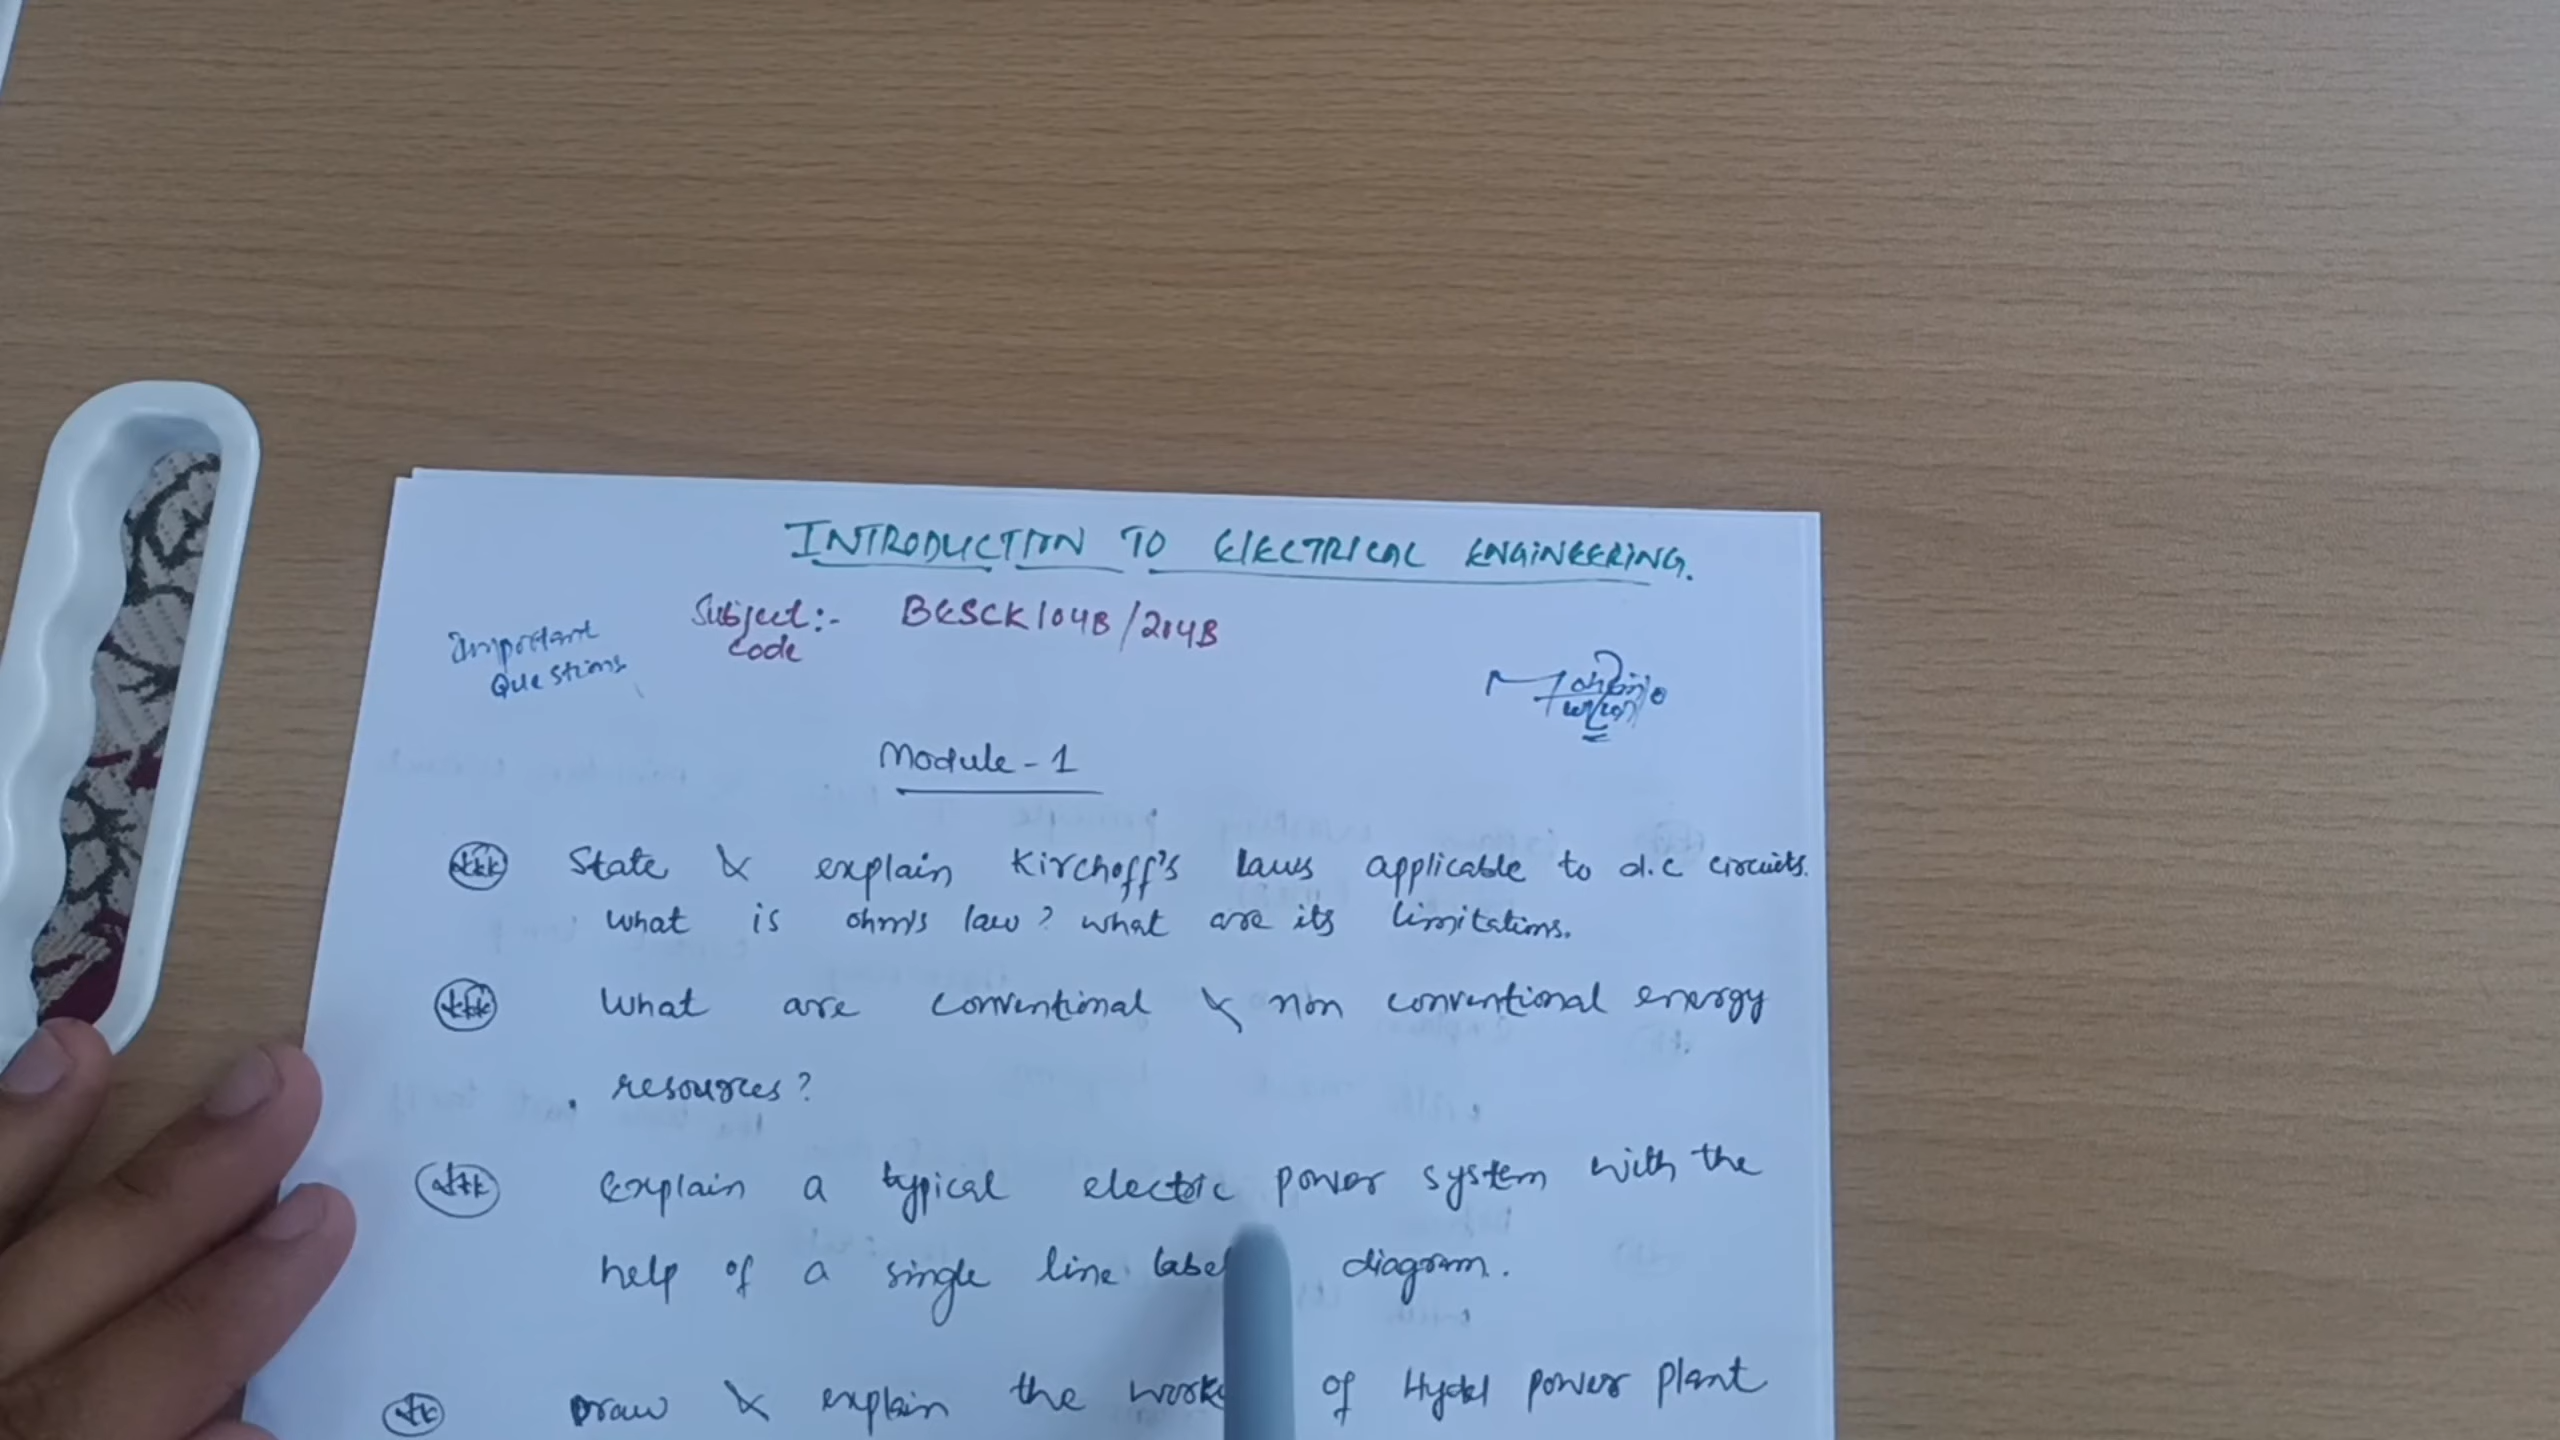 INTRODUCTION TO ELECTRICAL ENGINEERING.
Important
Questions
Subject:- BESCK104B/204B
Code
Module - 1
*** State & explain Kirchoff's laws applicable to d.c circuits.
what is ohm's law? what are its limitations.
*** What are conventional & non conventional energy
resources?
*** explain a typical electric power system with the
help of a single line label diagram.
** Draw & explain the work of Hydel power plant